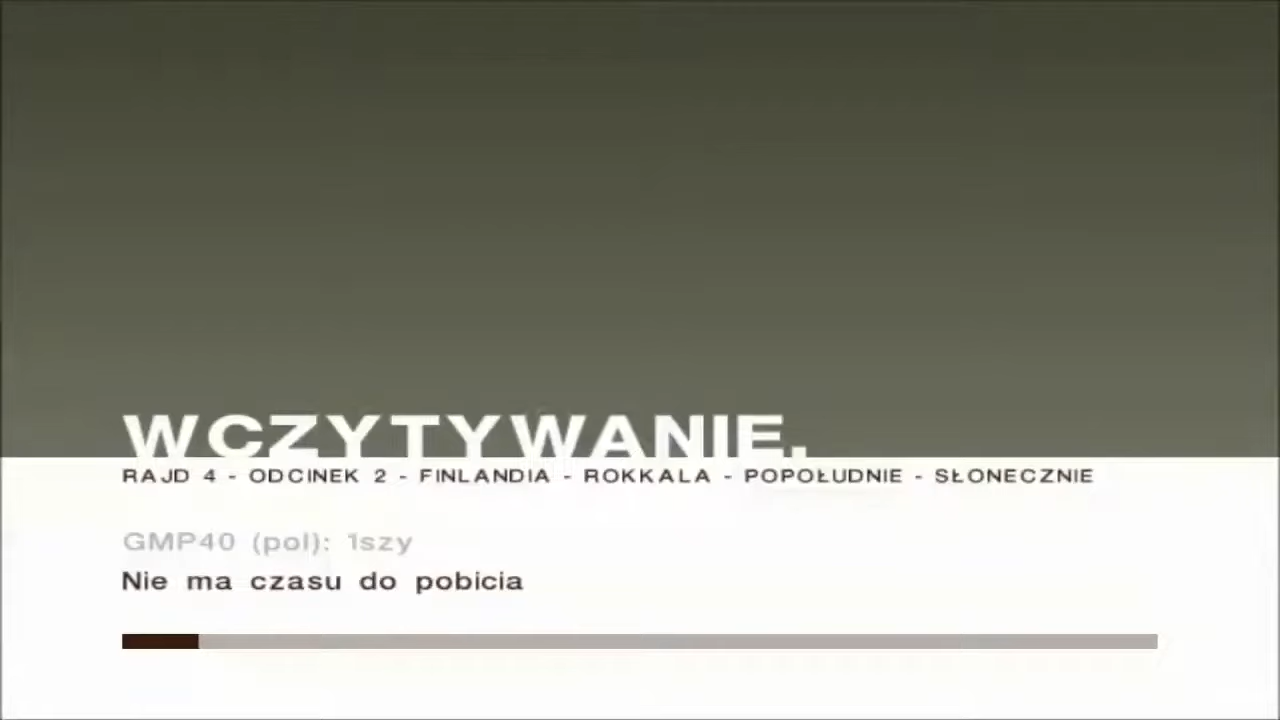 WCZYTYWANIE.
RAJD 4 - ODCINEK 2 - FINLANDIA - ROKKALA - POPOŁUDNIE - SŁONECZNIE
GMP40 (pol): 1szy
Nie ma czasu do pobicia